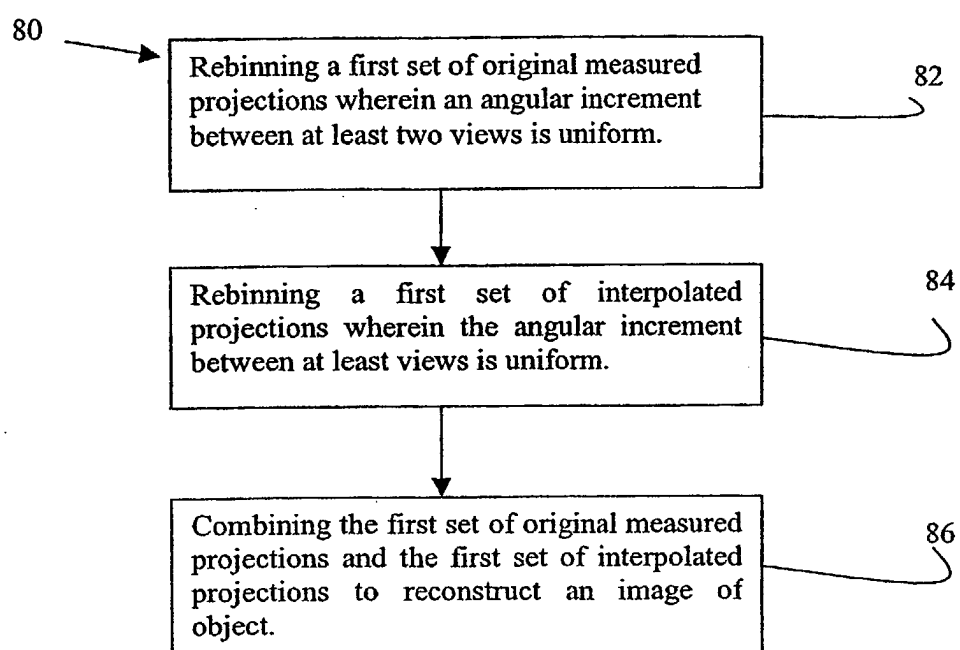 80
Rebinning a first set of original measured
projections wherein an angular increment
between at least two views is uniform.
82
Rebinning a first set of interpolated
projections wherein the angular increment
between at least views is uniform.
84
Combining the first set of original measured
projections and the first set of interpolated
projections to reconstruct an image of
object.
86